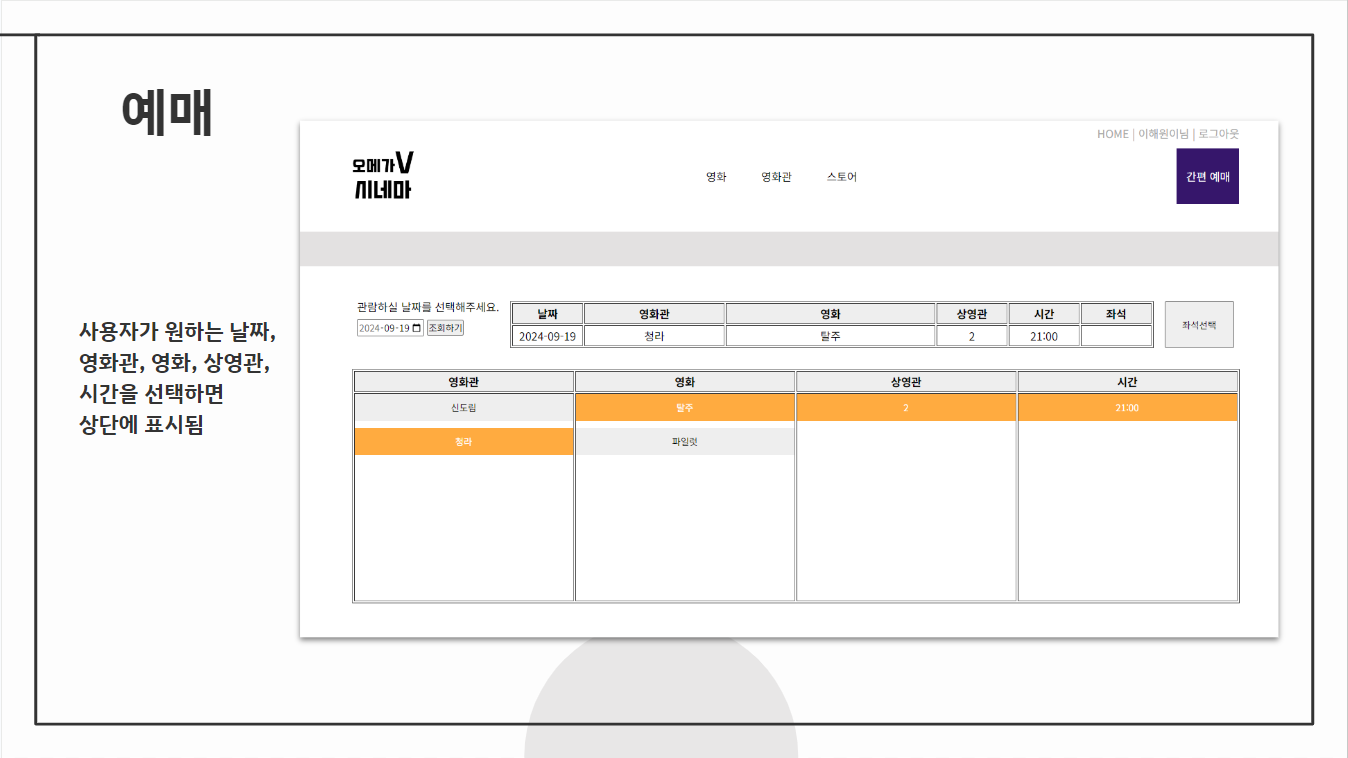 예매
HOME | 이해원이님 | 로그아웃
오메가V
시네마
영화 영화관 스토어
간편 예매
사용자가 원하는 날짜,
영화관, 영화, 상영관,
시간을 선택하면
상단에 표시됨
관람하실 날짜를 선택해주세요.
2024-09-19 조회하기
날짜 영화관 영화 상영관 시간 좌석
2024-09-19 청라 탈주 2 21:00
좌석선택
영화관 영화 상영관 시간
신도림 탈주 2 21:00
청라 파일럿